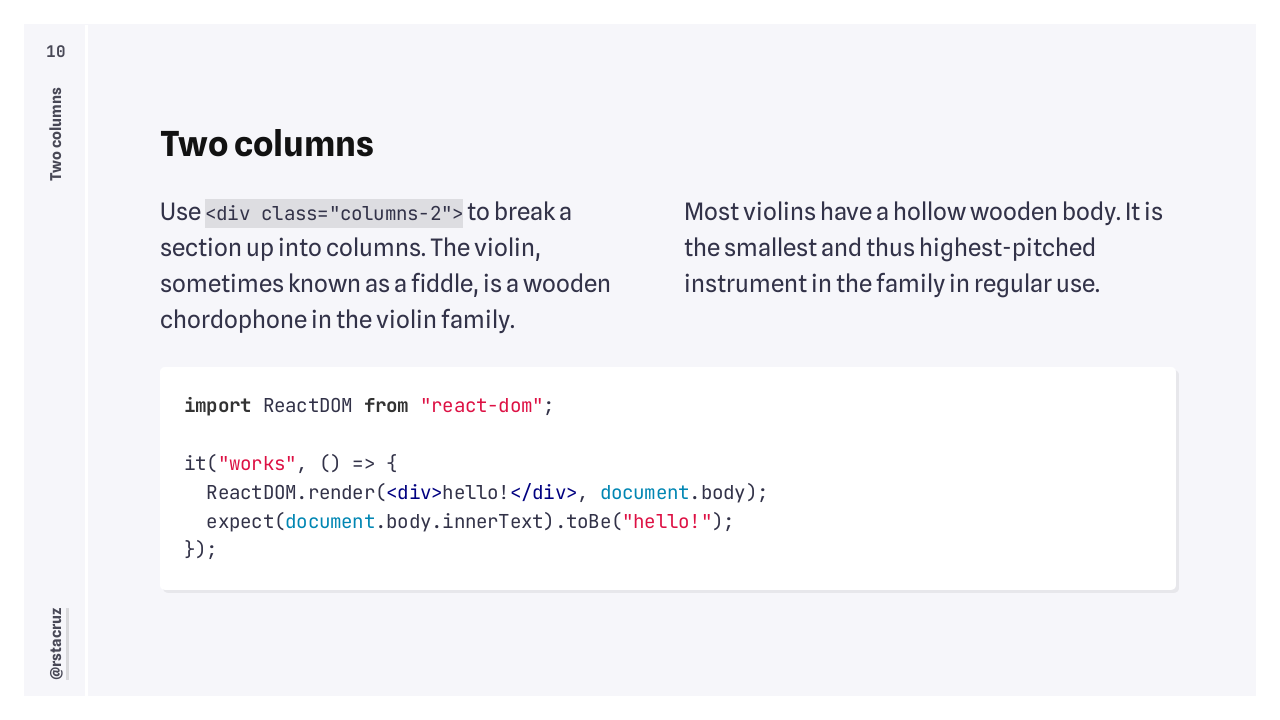 10
Two columns
@rstacruz
Two columns
Use <div class="columns-2"> to break a
section up into columns. The violin,
sometimes known as a fiddle, is a wooden
chordophone in the violin family.
Most violins have a hollow wooden body. It is
the smallest and thus highest-pitched
instrument in the family in regular use.
import ReactDOM from "react-dom";

it("works", () => {
  ReactDOM.render(<div>hello!</div>, document.body);
  expect(document.body.innerText).toBe("hello!");
});